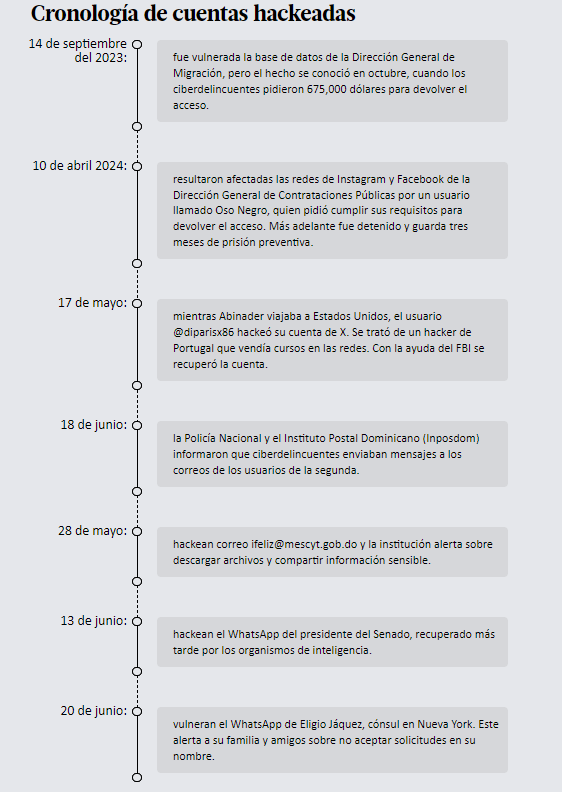 Cronología de cuentas hackeadas
14 de septiembre
del 2023:
fue vulnerada la base de datos de la Dirección General de
Migración, pero el hecho se conoció en octubre, cuando los
ciberdelincuentes pidieron 675,000 dólares para devolver el
acceso.
10 de abril 2024:
resultaron afectadas las redes de Instagram y Facebook de la
Dirección General de Contrataciones Públicas por un usuario
llamado Oso Negro, quien pidió cumplir sus requisitos para
devolver el acceso. Más adelante fue detenido y guarda tres
meses de prisión preventiva.
17 de mayo:
mientras Abinader viajaba a Estados Unidos, el usuario
@diparisx86 hackeó su cuenta de X. Se trató de un hacker de
Portugal que vendía cursos en las redes. Con la ayuda del FBI se
recuperó la cuenta.
18 de junio:
la Policía Nacional y el Instituto Postal Dominicano (Inposdom)
informaron que ciberdelincuentes enviaban mensajes a los
correos de los usuarios de la segunda.
28 de mayo:
hackean correo ifeliz@mescyt.gob.do y la institución alerta sobre
descargar archivos y compartir información sensible.
13 de junio:
hackean el WhatsApp del presidente del Senado, recuperado más
tarde por los organismos de inteligencia.
20 de junio:
vulneran el WhatsApp de Eligio Jáquez, cónsul en Nueva York. Este
alerta a su familia y amigos sobre no aceptar solicitudes en su
nombre.